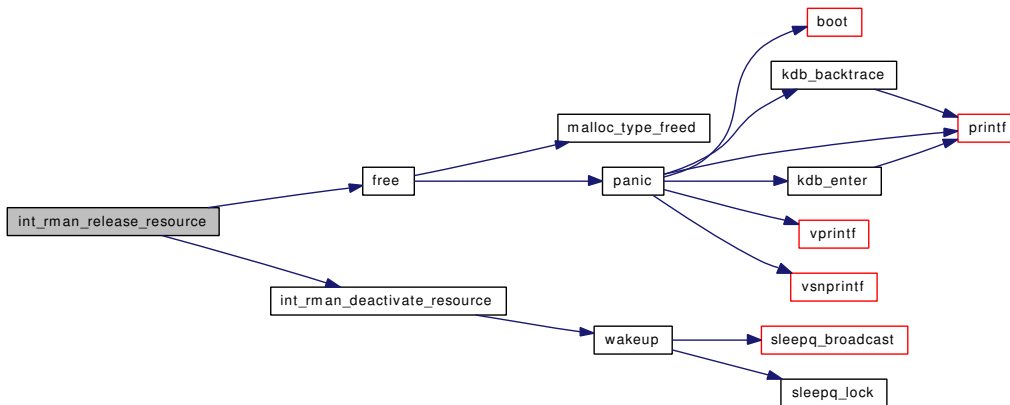 boot
kdb_backtrace
malloc_type_freed
printf
free
panic
kdb_enter
int_rman_release_resource
vprintf
vsnprintf
int_rman_deactivate_resource
wakeup
sleepq_broadcast
sleepq_lock